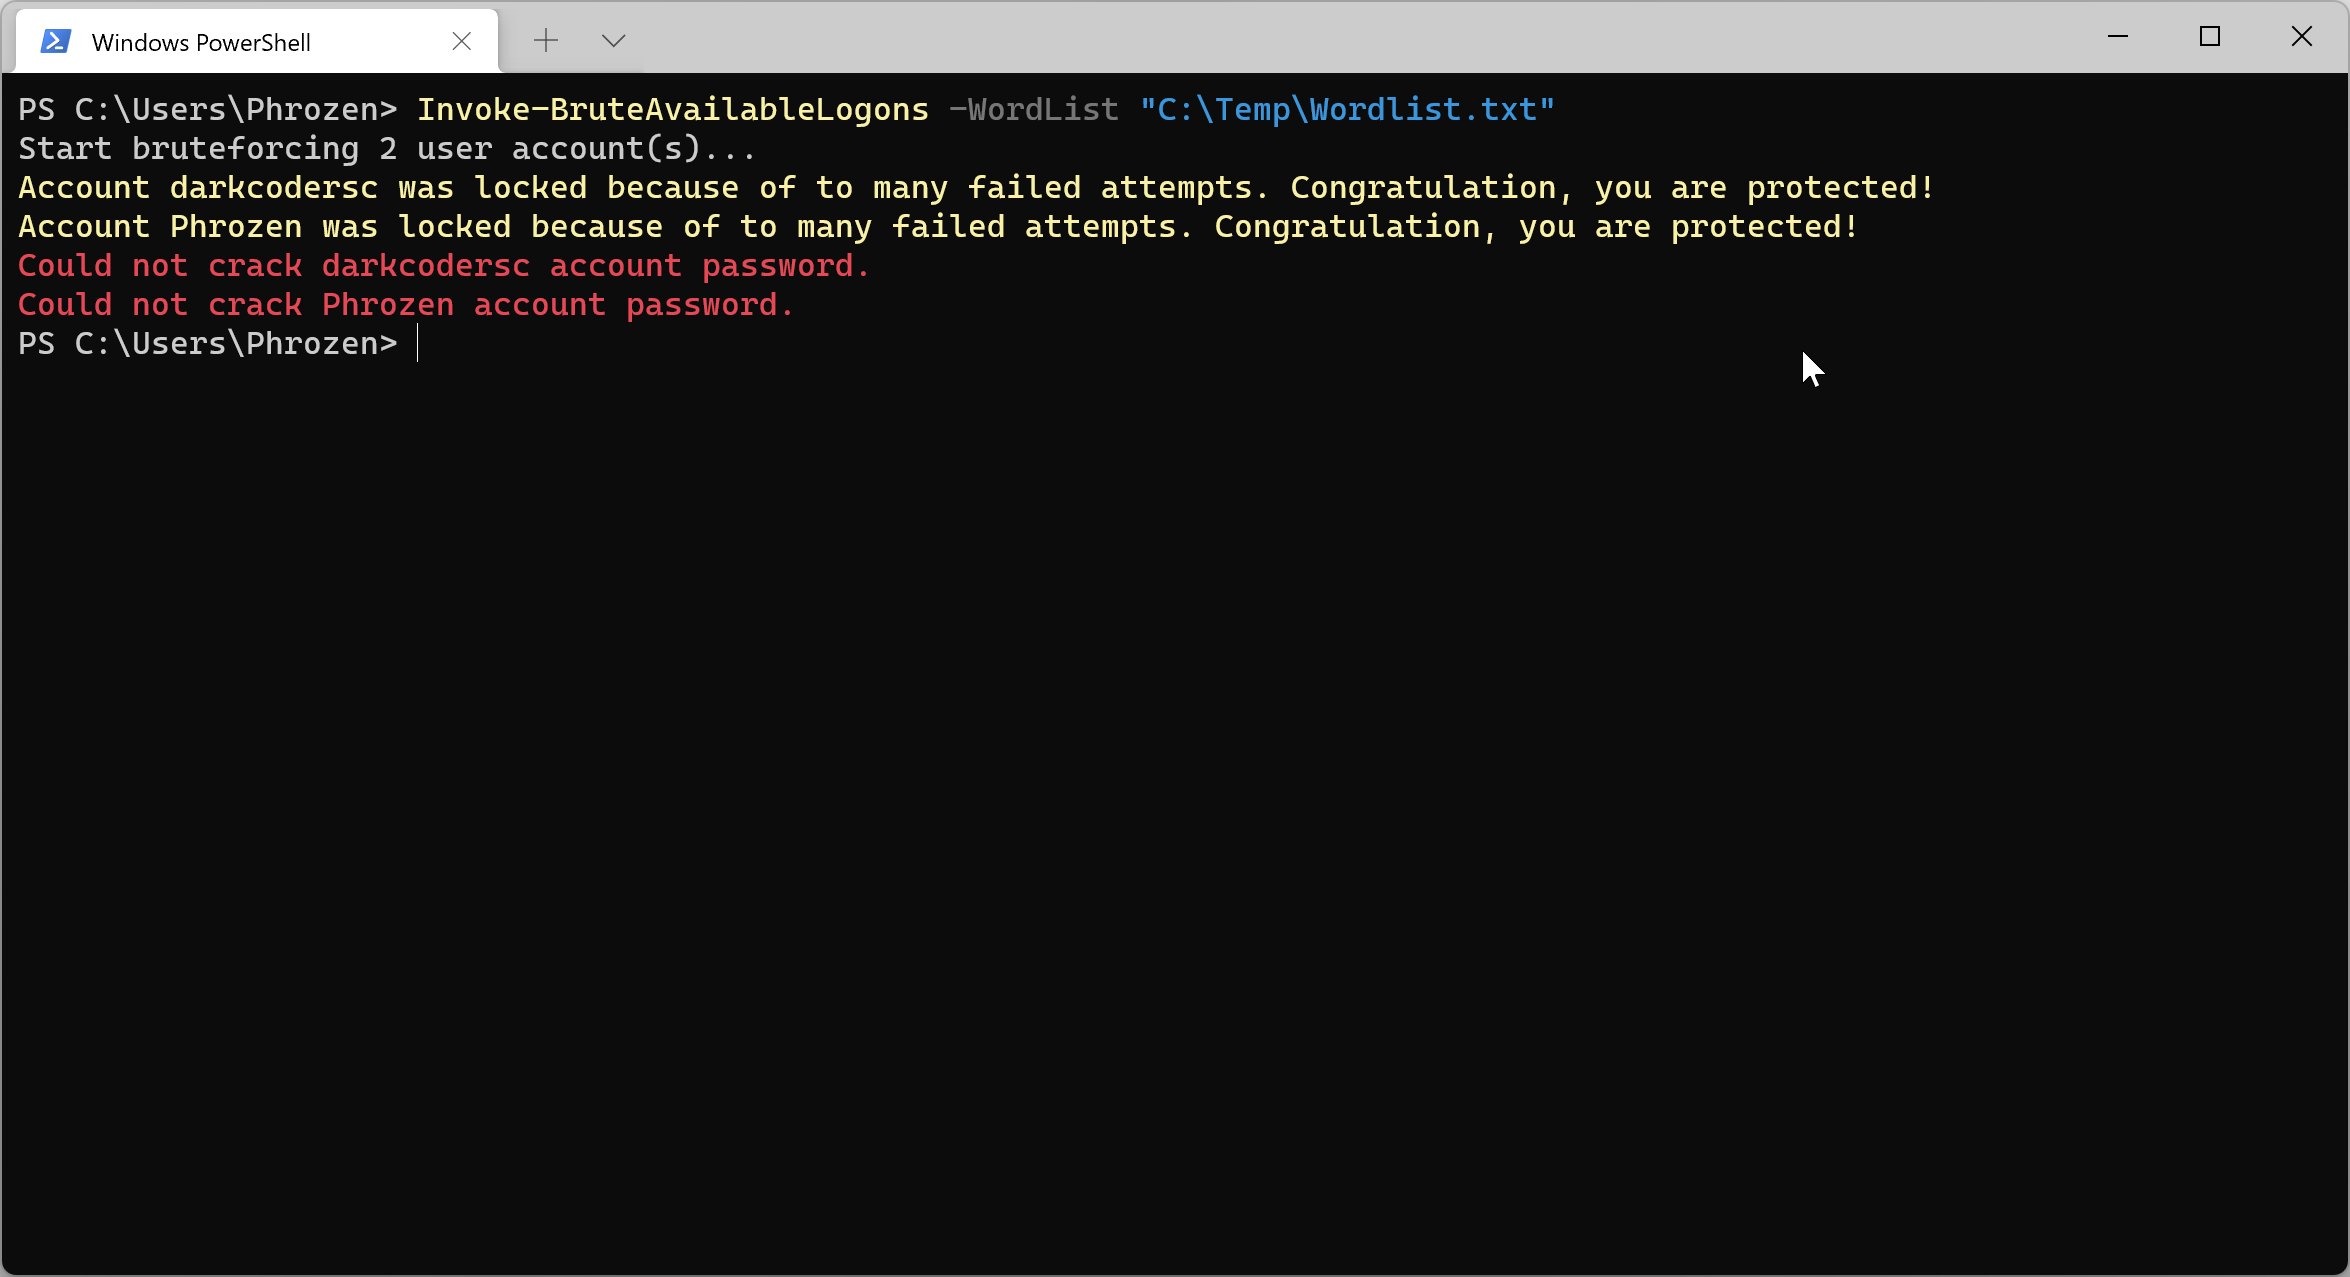 Windows PowerShell
PS C:\Users\Phrozen> Invoke-BruteAvailableLogons -WordList "C:\Temp\Wordlist.txt"
Start bruteforcing 2 user account(s)...
Account darkcodersc was locked because of to many failed attempts. Congratulation, you are protected!
Account Phrozen was locked because of to many failed attempts. Congratulation, you are protected!
Could not crack darkcodersc account password.
Could not crack Phrozen account password.
PS C:\Users\Phrozen>